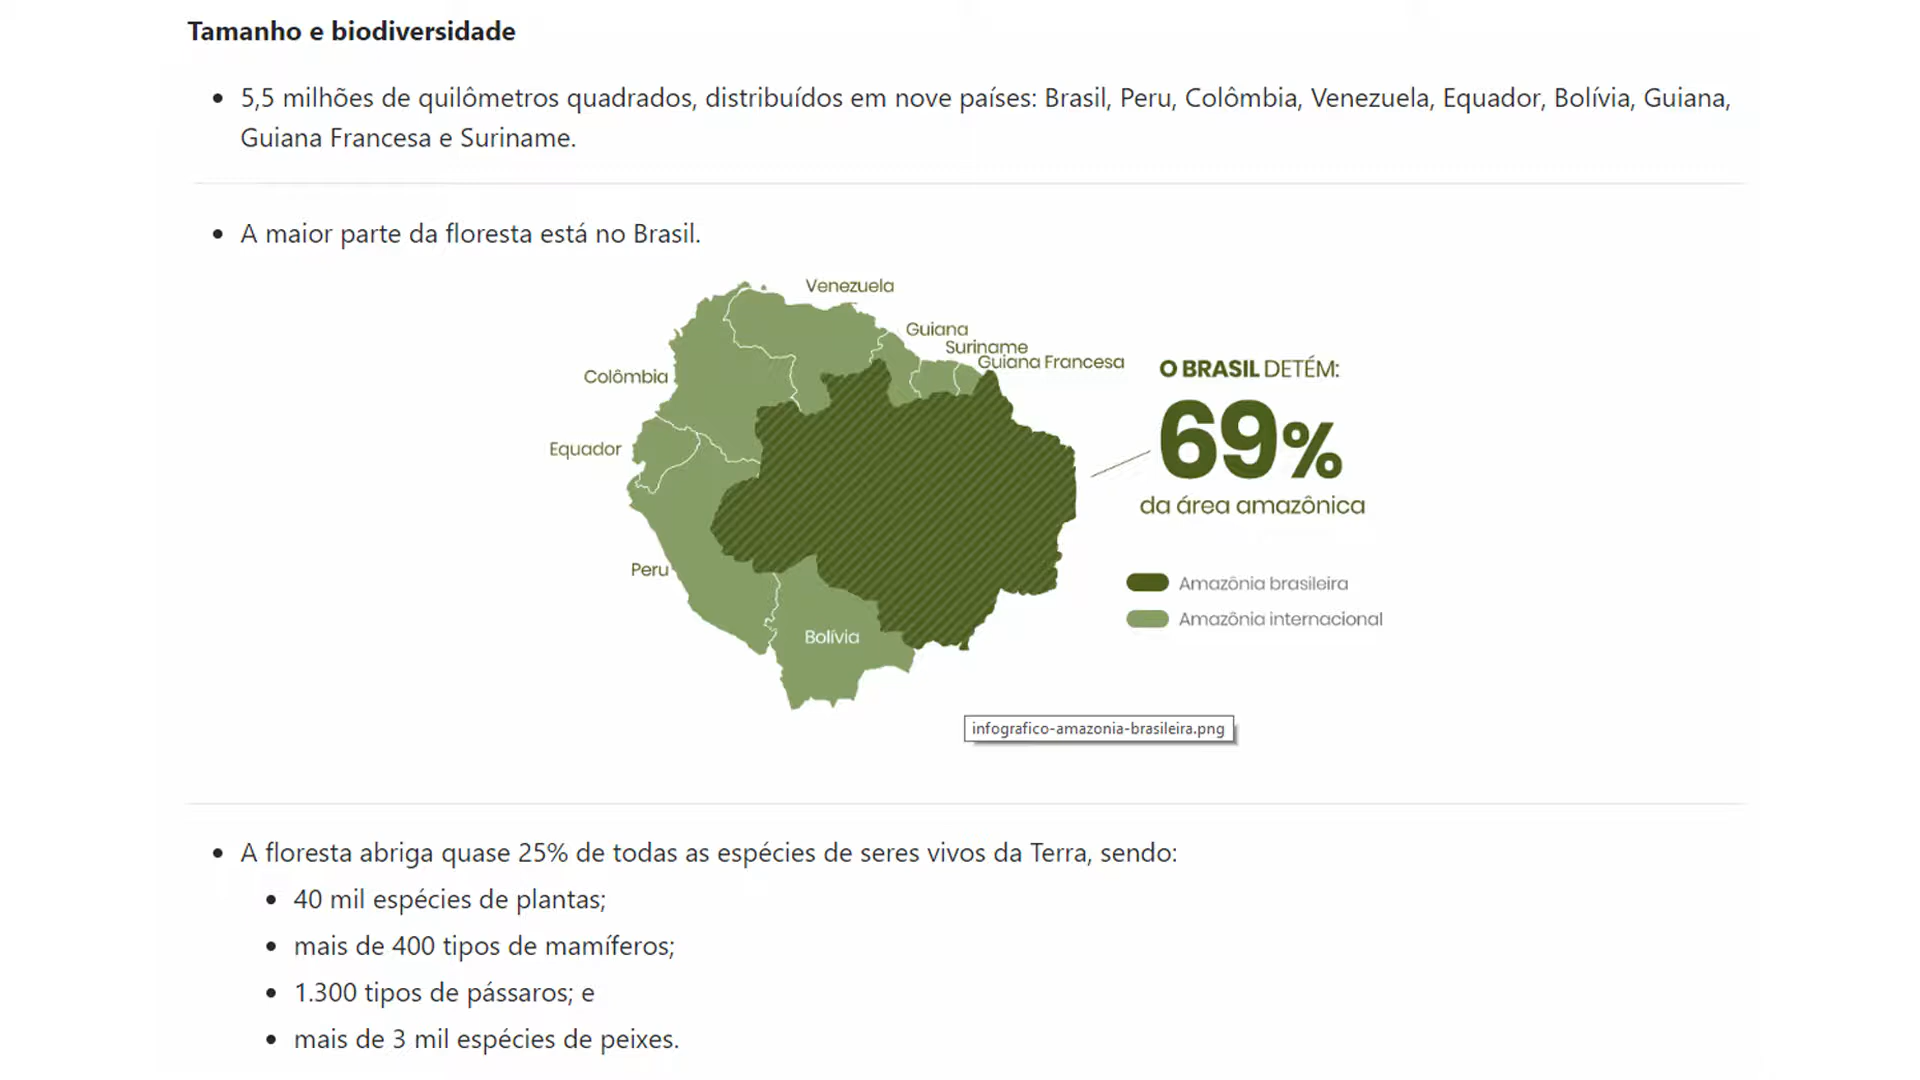 Tamanho e biodiversidade
5,5 milhões de quilômetros quadrados, distribuídos em nove países: Brasil, Peru, Colômbia, Venezuela, Equador, Bolívia, Guiana,
Guiana Francesa e Suriname.
A maior parte da floresta está no Brasil.
Venezuela
Guiana
Suriname
Guiana Francesa
Colômbia
Equador
Peru
Bolívia
O BRASIL DETÉM:
69%
da área amazônica
Amazônia brasileira
Amazônia internacional
infografico-amazonia-brasileira.png
A floresta abriga quase 25% de todas as espécies de seres vivos da Terra, sendo:
40 mil espécies de plantas;
mais de 400 tipos de mamíferos;
1.300 tipos de pássaros; e
mais de 3 mil espécies de peixes.